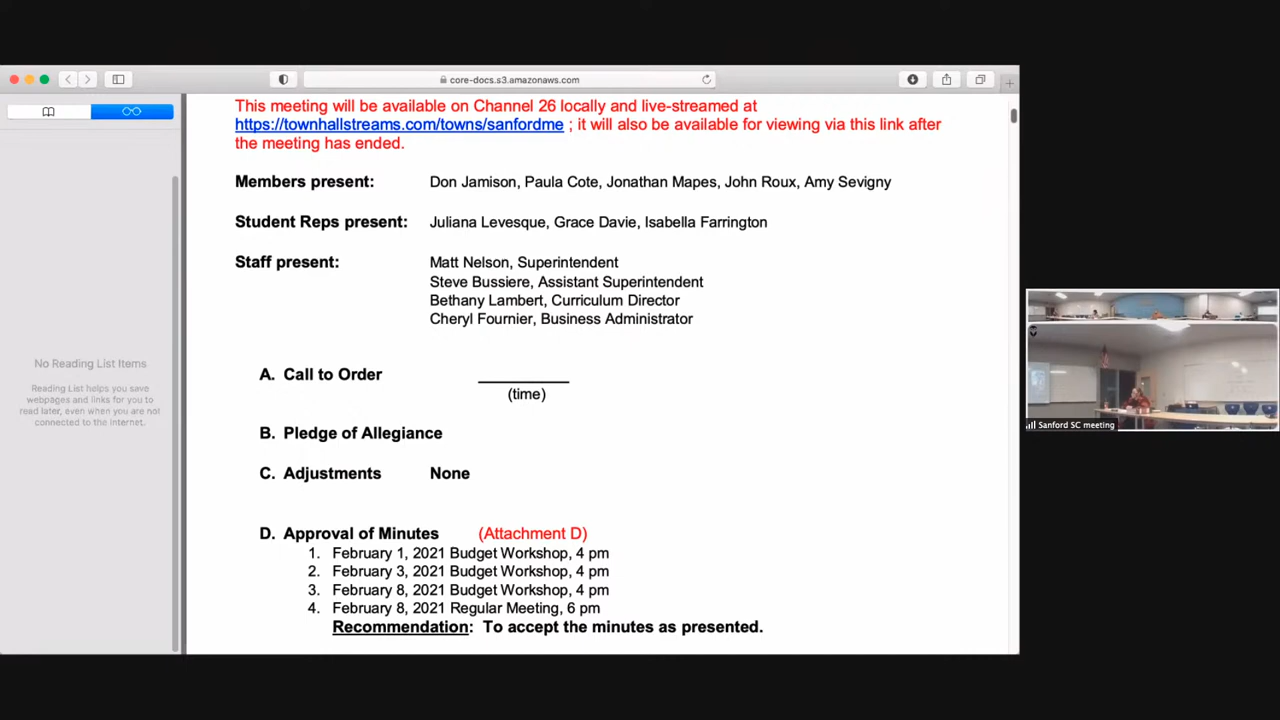 core-docs.s3.amazonaws.com
This meeting will be available on Channel 26 locally and live-streamed at
https://townhallstreams.com/towns/sanfordme ; it will also be available for viewing via this link after
the meeting has ended.
Members present: Don Jamison, Paula Cote, Jonathan Mapes, John Roux, Amy Sevigny
Student Reps present: Juliana Levesque, Grace Davie, Isabella Farrington
Staff present: Matt Nelson, Superintendent
Steve Bussiere, Assistant Superintendent
Bethany Lambert, Curriculum Director
Cheryl Fournier, Business Administrator
No Reading List Items
Reading List helps you save
webpages and links for you to
read later, even when you are not
connected to the Internet.
A. Call to Order
(time)
B. Pledge of Allegiance
C. Adjustments None
D. Approval of Minutes (Attachment D)
1. February 1, 2021 Budget Workshop, 4 pm
2. February 3, 2021 Budget Workshop, 4 pm
3. February 8, 2021 Budget Workshop, 4 pm
4. February 8, 2021 Regular Meeting, 6 pm
Recommendation: To accept the minutes as presented.
Sanford SC meeting